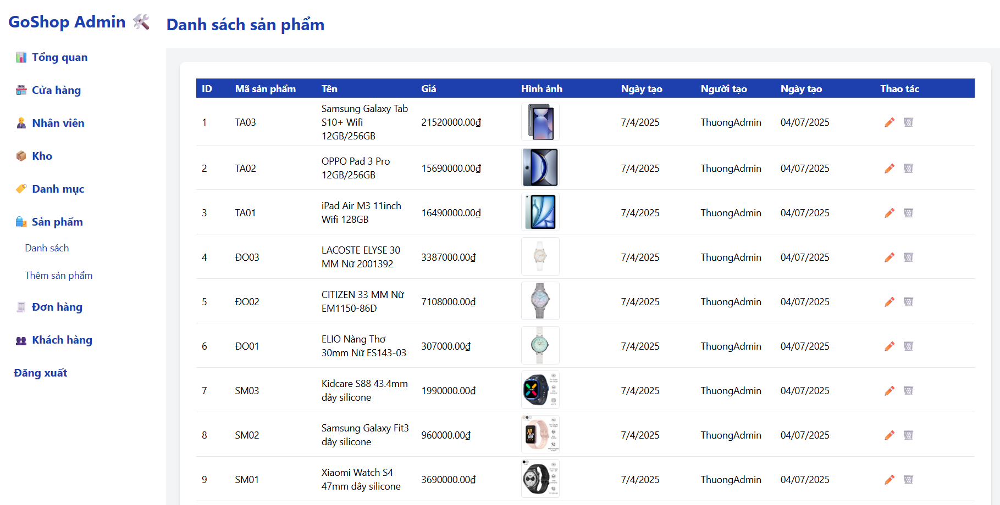 GoShop Admin
Danh sách sản phẩm
Tổng quan
Cửa hàng
Nhân viên
Kho
Danh mục
Sản phẩm
Danh sách
Thêm sản phẩm
Đơn hàng
Khách hàng
Đăng xuất
ID Mã sản phẩm Tên Giá Hình ảnh Ngày tạo Người tạo Ngày tạo Thao tác
1 TA03 Samsung Galaxy Tab S10+ Wifi 12GB/256GB 21520000.00₫ 7/4/2025 ThuongAdmin 04/07/2025
2 TA02 OPPO Pad 3 Pro 12GB/256GB 15690000.00₫ 7/4/2025 ThuongAdmin 04/07/2025
3 TA01 iPad Air M3 11inch Wifi 128GB 16490000.00₫ 7/4/2025 ThuongAdmin 04/07/2025
4 ĐO03 LACOSTE ELYSE 30 MM Nữ 2001392 3387000.00₫ 7/4/2025 ThuongAdmin 04/07/2025
5 ĐO02 CITIZEN 33 MM Nữ EM1150-86D 7108000.00₫ 7/4/2025 ThuongAdmin 04/07/2025
6 ĐO01 ELIO Nàng Thơ 30mm Nữ ES143-03 307000.00₫ 7/4/2025 ThuongAdmin 04/07/2025
7 SM03 Kidcare S88 43.4mm dây silicone 1990000.00₫ 7/4/2025 ThuongAdmin 04/07/2025
8 SM02 Samsung Galaxy Fit3 dây silicone 960000.00₫ 7/4/2025 ThuongAdmin 04/07/2025
9 SM01 Xiaomi Watch S4 47mm dây silicone 3690000.00₫ 7/4/2025 ThuongAdmin 04/07/2025